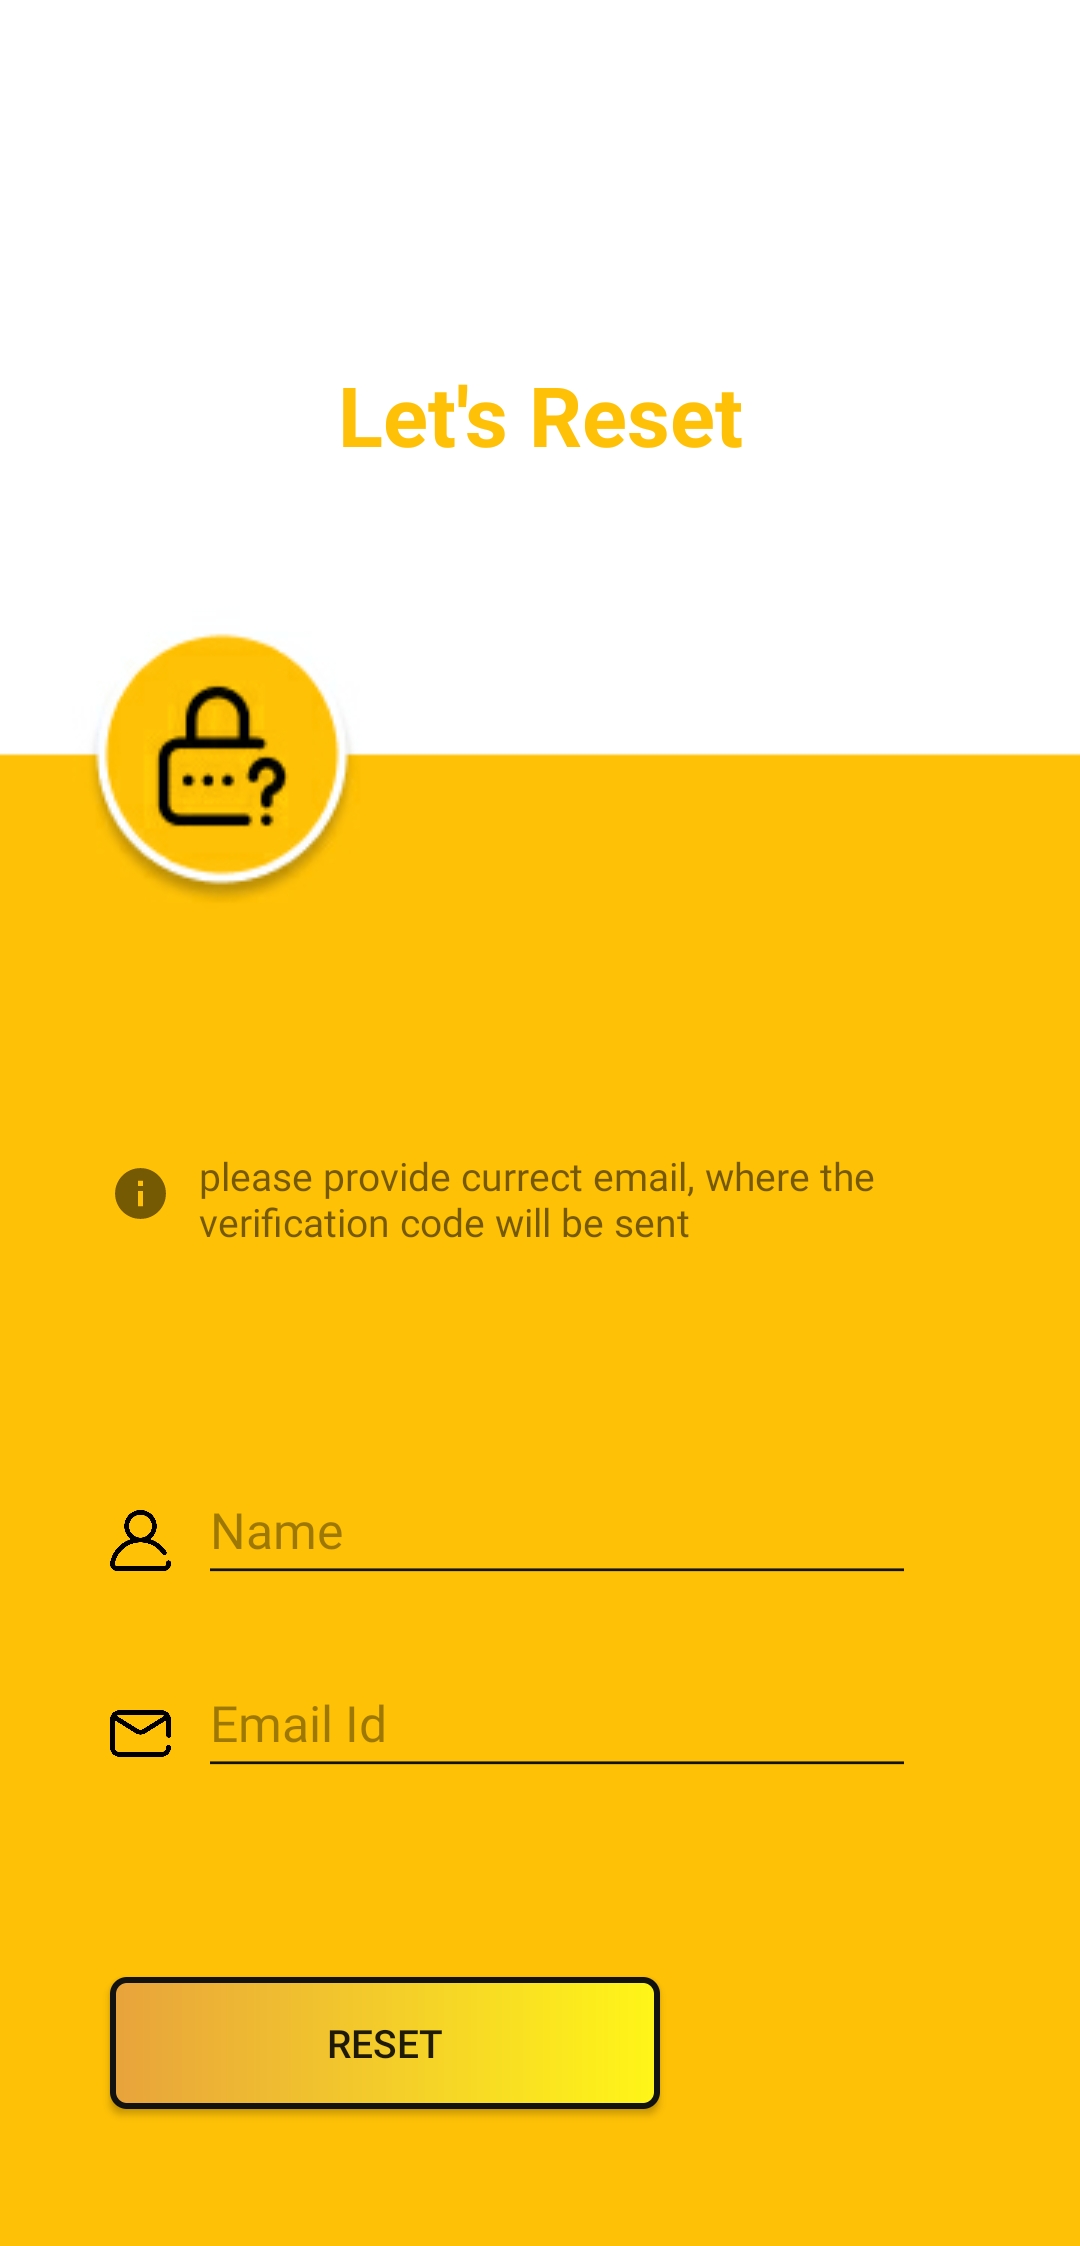 Let's Reset
please provide currect email, where the
verification code will be sent
Name
Email Id
RESET